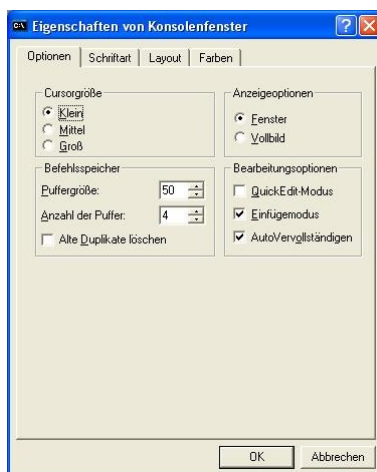 Eigenschaften von Konsolenfenster
Optionen Schriftart Layout Farben
Cursorgröße
Klein
Mittel
Groß
Anzeigeoptionen
Fenster
Vollbild
Befehlsspeicher
Puffergröße: 50
Anzahl der Puffer: 4
Alte Duplikate löschen
Bearbeitungsoptionen
QuickEdit-Modus
Einfügemodus
AutoVervollständigen
OK Abbrechen